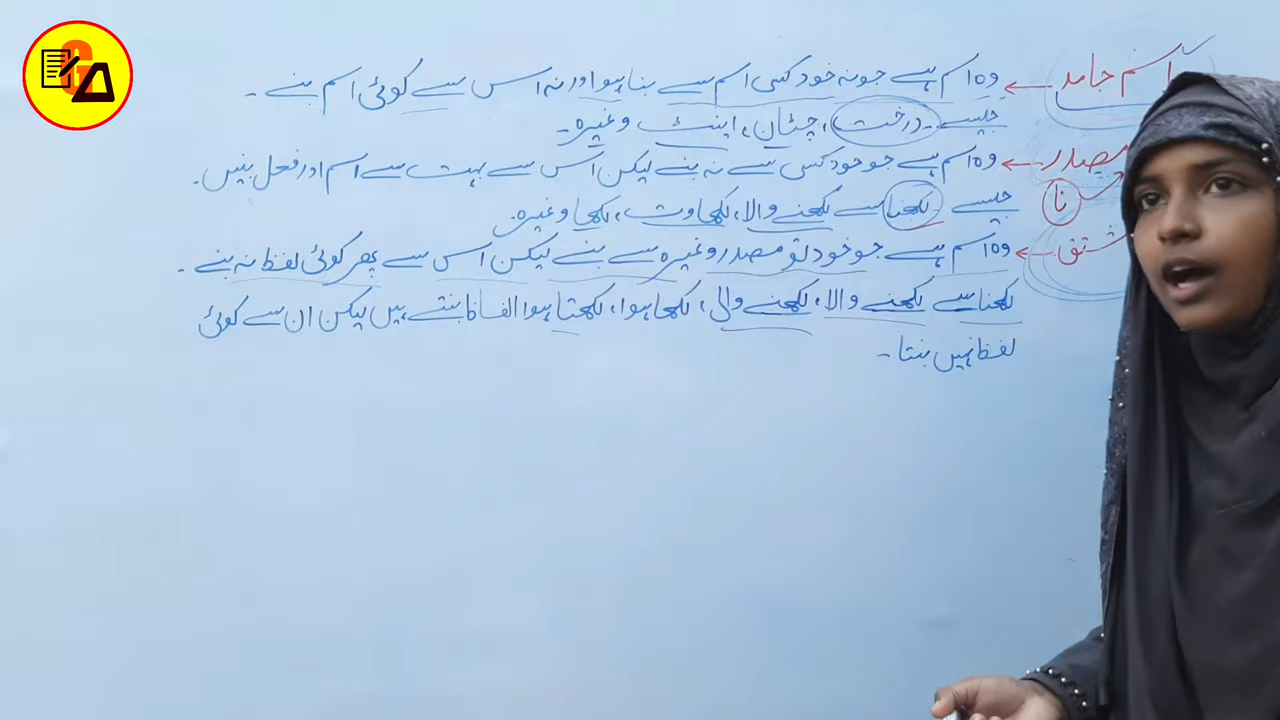 اسم جامد ← وہ اسم ہے جو نہ خود کسی اسم سے بنا ہو اور نہ اس سے کوئی اسم بنے ۔
جیسے ۔ درخت ، چٹان ، اینٹ وغیرہ ۔
مصدر ← وہ اسم ہے جو خود کسی سے نہ بنے لیکن اس سے بہت سے اسم اور فعل بنیں ۔
نا جیسے لکھنا سے لکھنے والا ، لکھاوٹ ، لکھا وغیرہ ۔
مشتق ← وہ اسم ہے جو خود تو مصدر وغیرہ سے بنے لیکن اس سے پھر کوئی لفظ نہ بنے ۔
لکھنا سے لکھنے والا ، لکھنے والی ، لکھا ہوا ، لکھتا ہوا الفاظ بنتے ہیں لیکن ان سے کوئی
لفظ نہیں بنتا ۔